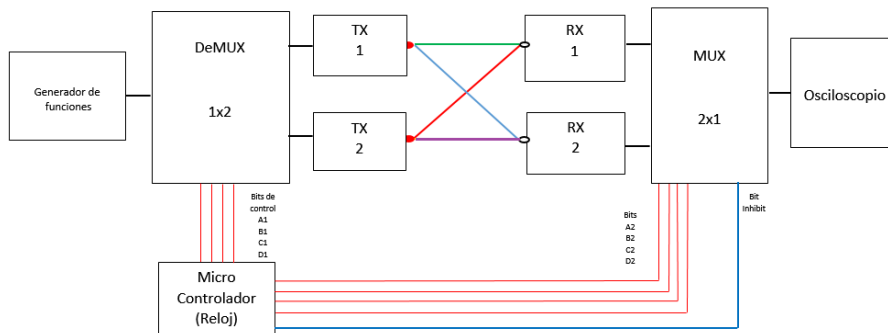 Generador de
funciones
DeMUX
1x2
TX
1
TX
2
RX
1
RX
2
MUX
2x1
Osciloscopio
Bits de
control
A1
B1
C1
D1
Bits
A2
B2
C2
D2
Bit
Inhibit
Micro
Controlador
(Reloj)